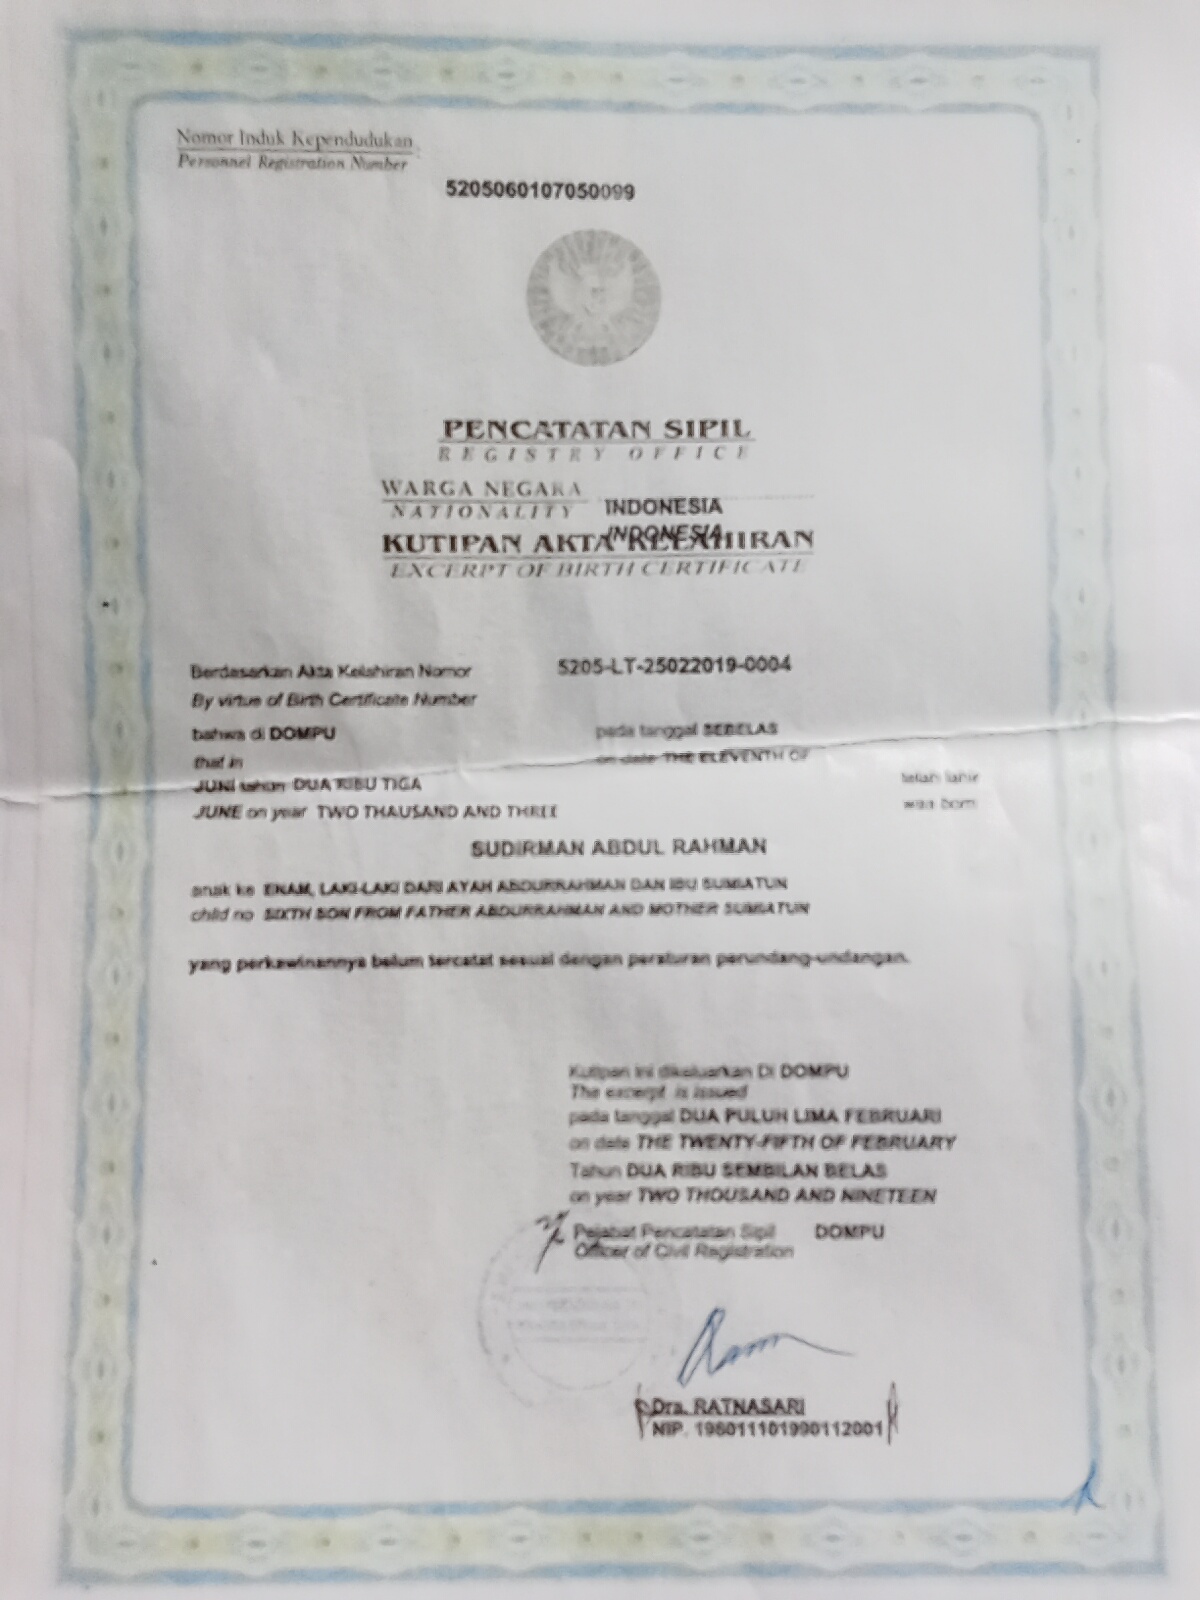 Nomor Induk Kependudukan
Personnel Registration Number
5205060107050099
PENCATATAN SIPIL
REGISTRY OFFICE
WARGA NEGARA INDONESIA
NATIONALITY INDONESIA
KUTIPAN AKTA KELAHIRAN
EXCERPT OF BIRTH CERTIFICATE
Berdasarkan Akta Kelahiran Nomor 5205-LT-25022019-0004
By virtue of Birth Certificate Number
bahwa di DOMPU pada tanggal SEBELAS
that in on date THE ELEVENTH OF
JUNI tahun DUA RIBU TIGA telah lahir
JUNE on year TWO THAUSAND AND THREE was born
SUDIRMAN ABDUL RAHMAN
anak ke ENAM, LAKI-LAKI DARI AYAH ABDURRAHMAN DAN IBU SUMIATUN
child no SIXTH SON FROM FATHER ABDURRAHMAN AND MOTHER SUMIATUN
yang perkawinannya belum tercatat sesuai dengan peraturan perundang-undangan.
Kutipan ini dikeluarkan DI DOMPU
The excerpt is issued
pada tanggal DUA PULUH LIMA FEBRUARI
on date THE TWENTY-FIFTH OF FEBRUARY
Tahun DUA RIBU SEMBILAN BELAS
on year TWO THOUSAND AND NINETEEN
Pejabat Pencatatan Sipil DOMPU
Officer of Civil Registration
Dra. RATNASARI
NIP. 196011101990112001